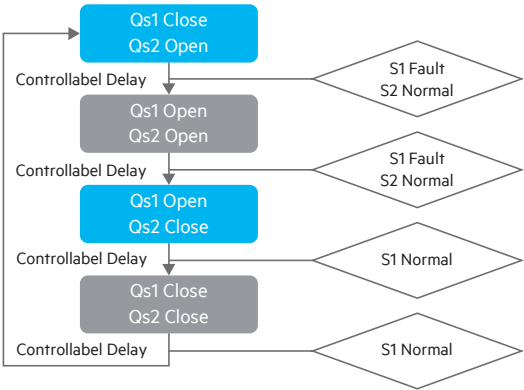 Qs1 Close
Qs2 Open
Controllabel Delay
S1 Fault
S2 Normal
Qs1 Open
Qs2 Open
Controllabel Delay
S1 Fault
S2 Normal
Qs1 Open
Qs2 Close
Controllabel Delay
S1 Normal
Qs1 Close
Qs2 Close
Controllabel Delay
S1 Normal